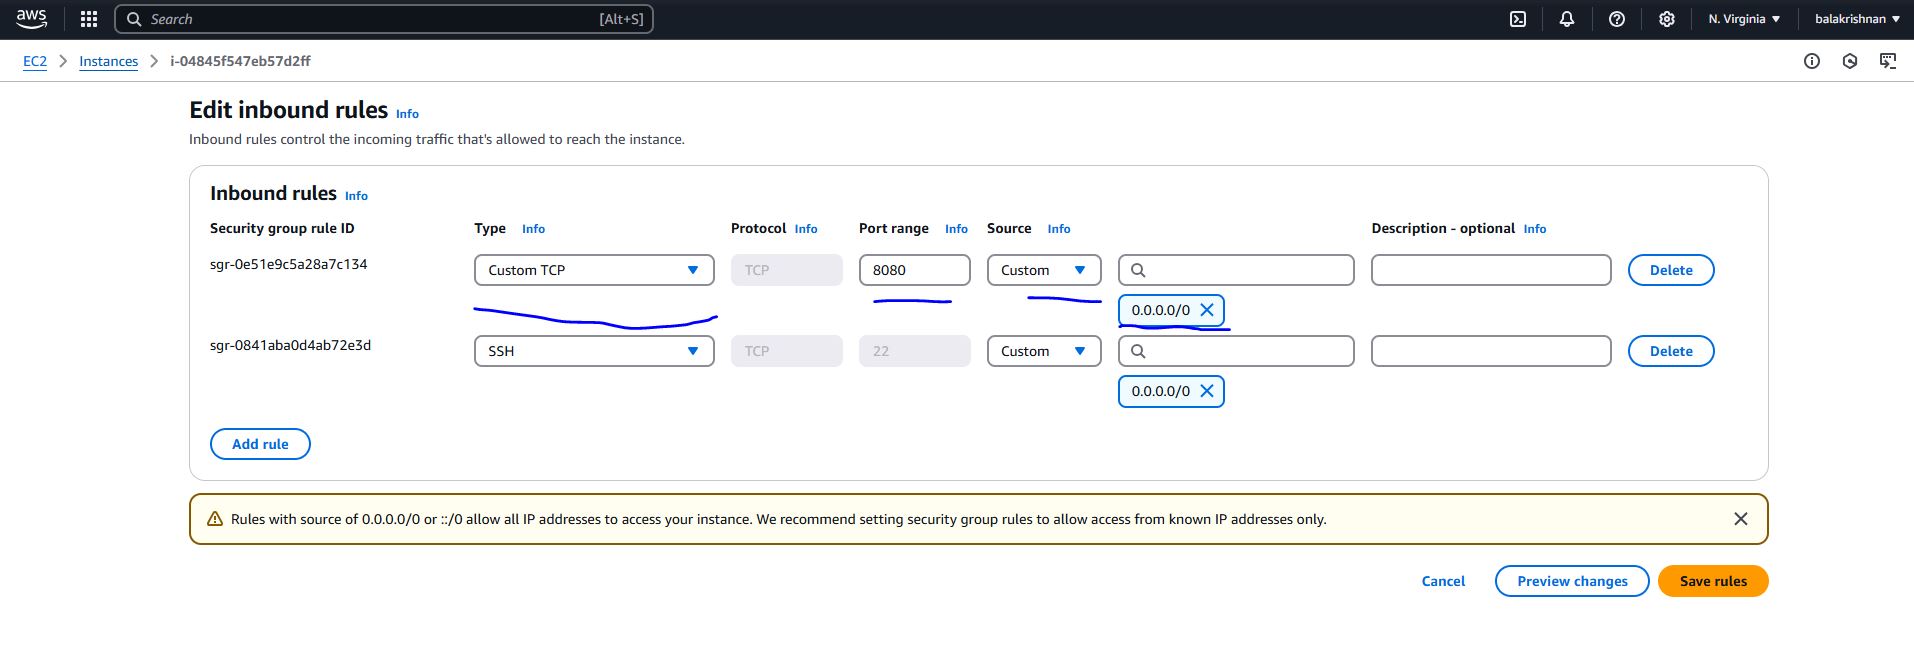 aws Search [Alt+S] N. Virginia balakrishnan
EC2 Instances i-04845f547eb57d2ff
Edit inbound rules Info
Inbound rules control the incoming traffic that's allowed to reach the instance.
Inbound rules Info
Security group rule ID Type Info Protocol Info Port range Info Source Info Description - optional Info
sgr-0e51e9c5a28a7c134 Custom TCP TCP 8080 Custom Delete
0.0.0.0/0
sgr-0841aba0d4ab72e3d SSH TCP 22 Custom Delete
0.0.0.0/0
Add rule
Rules with source of 0.0.0.0/0 or ::/0 allow all IP addresses to access your instance. We recommend setting security group rules to allow access from known IP addresses only.
Cancel Preview changes Save rules